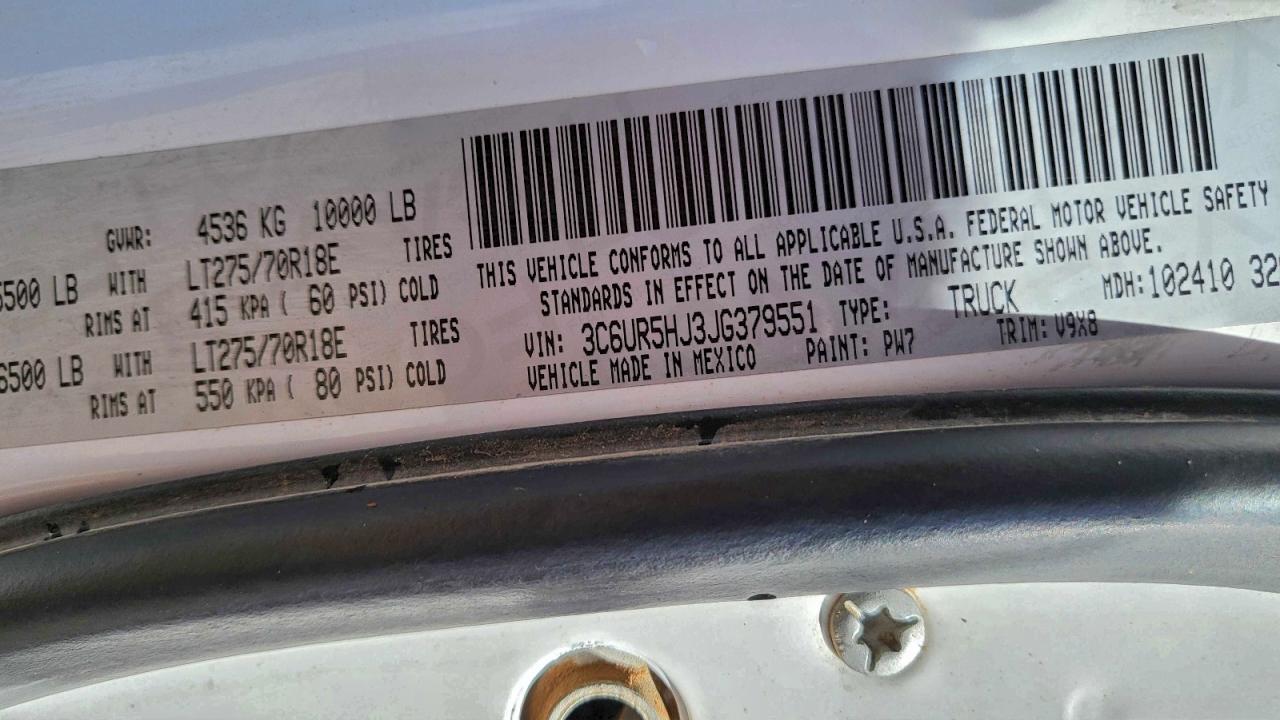 GVWR: 4536 KG 10000 LB
6500 LB WITH LT275/70R18E TIRES
RIMS AT 415 KPA ( 60 PSI) COLD
6500 LB WITH LT275/70R18E TIRES
RIMS AT 550 KPA ( 80 PSI) COLD
THIS VEHICLE CONFORMS TO ALL APPLICABLE U.S.A. FEDERAL MOTOR VEHICLE SAFETY
STANDARDS IN EFFECT ON THE DATE OF MANUFACTURE SHOWN ABOVE.
VIN: 3C6UR5HJ3JG379551 TYPE: TRUCK MDH:102410 32
VEHICLE MADE IN MEXICO PAINT: PW7 TRIM: V9X8